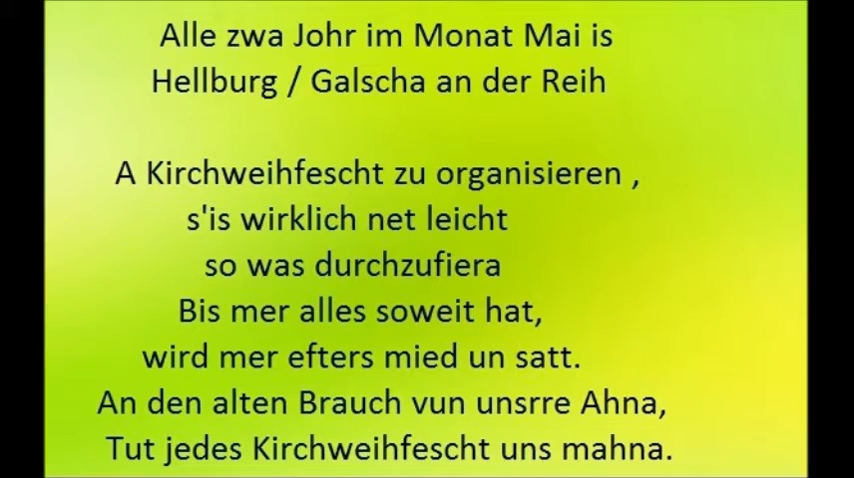 Alle zwa Johr im Monat Mai is
Hellburg / Galscha an der Reih
A Kirchweihfescht zu organisieren ,
s'is wirklich net leicht
so was durchzufiera
Bis mer alles soweit hat,
wird mer efters mied un satt.
An den alten Brauch vun unsrre Ahna,
Tut jedes Kirchweihfescht uns mahna.